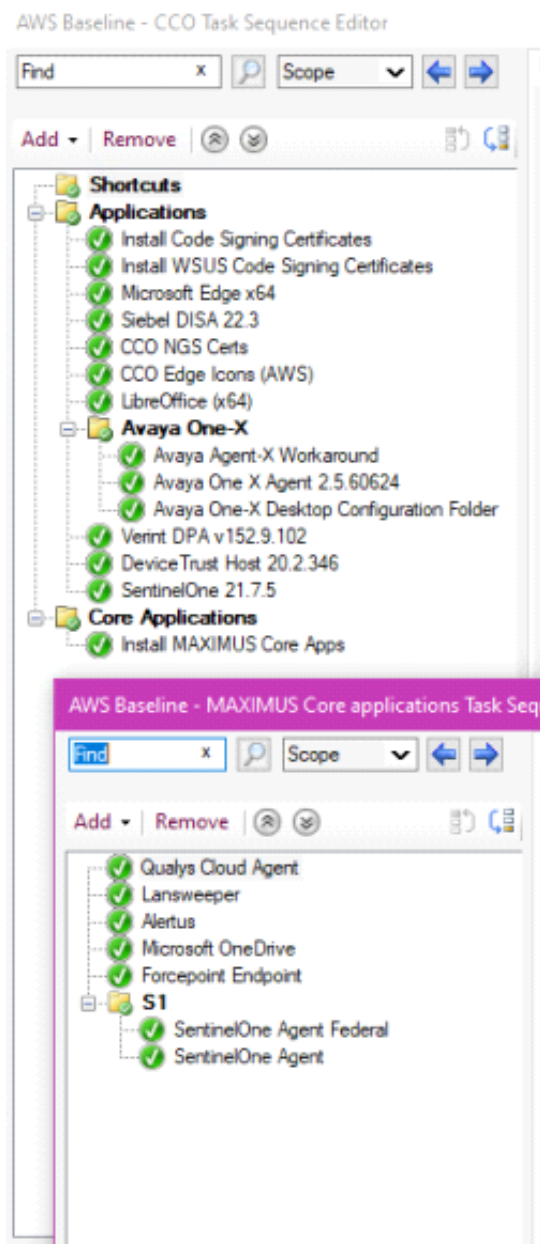 AWS Baseline - CCO Task Sequence Editor
Find x Scope
Add Remove
Shortcuts
Applications
Install Code Signing Certificates
Install WSUS Code Signing Certificates
Microsoft Edge x64
Siebel DISA 22.3
CCO NGS Certs
CCO Edge Icons (AWS)
LibreOffice (x64)
Avaya One-X
Avaya Agent-X Workaround
Avaya One X Agent 2.5.60624
Avaya One-X Desktop Configuration Folder
Verint DPA v152.9.102
DeviceTrust Host 20.2.346
SentinelOne 21.7.5
Core Applications
Install MAXIMUS Core Apps
AWS Baseline - MAXIMUS Core applications Task Seq
Find x Scope
Add Remove
Qualys Cloud Agent
Lansweeper
Alertus
Microsoft OneDrive
Forcepoint Endpoint
S1
SentinelOne Agent Federal
SentinelOne Agent